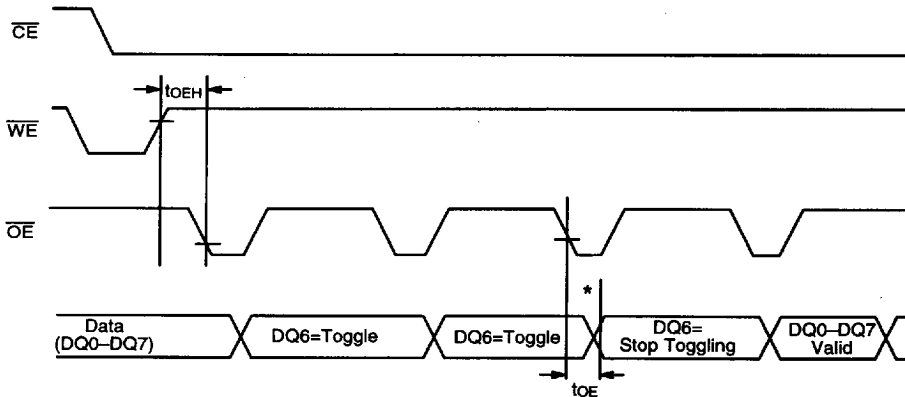 CE
tOEH
WE
OE
*
Data
(DQ0–DQ7)
DQ6=Toggle
DQ6=Toggle
DQ6=
Stop Toggling
DQ0–DQ7
Valid
tOE